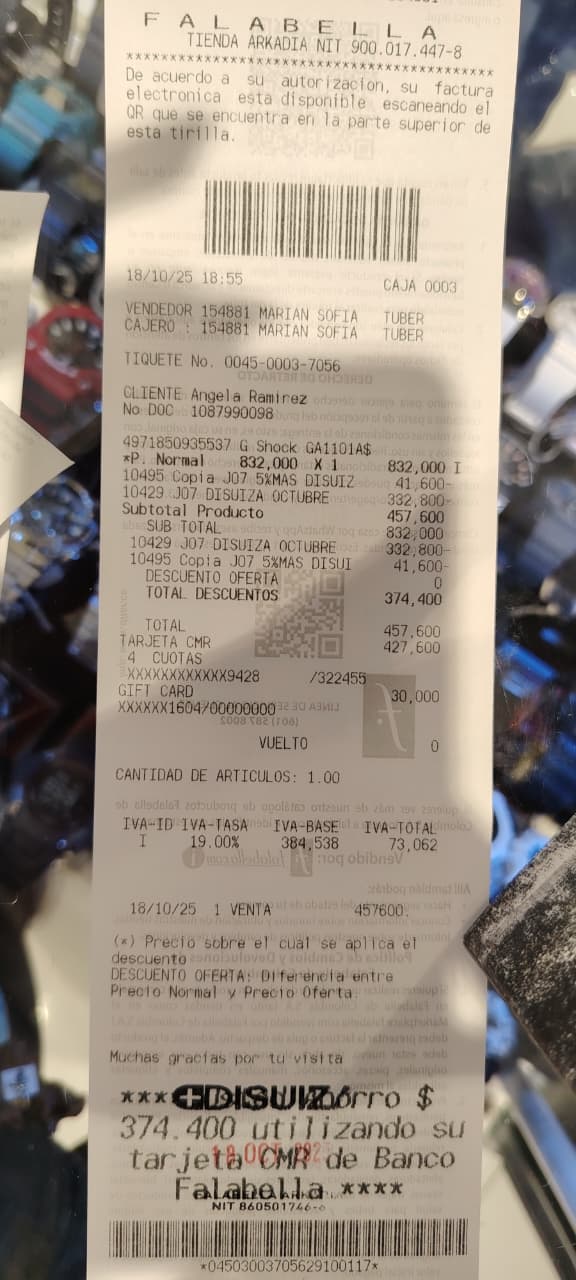 F A L A B E L L A
TIENDA ARKADIA NIT 900.017.447-8
De acuerdo a su autorizacion, su factura
electronica esta disponible escaneando el
QR que se encuentra en la parte superior de
esta tirilla.
18/10/25 18:55 CAJA 0003
VENDEDOR 154881 MARIAN SOFIA TUBER
CAJERO : 154881 MARIAN SOFIA TUBER
TIQUETE No. 0045-0003-7056
CLIENTE Angela Ramirez
No DOC 1087990098
4971850935537 G Shock GA1101A$
*P. Normal 832,000 X 1 832,000 I
10495 Copia J07 5%MAS DISUIZ 41,600-
10429 J07 DISUIZA OCTUBRE 332,800-
Subtotal Producto 457,600
SUB TOTAL 832,000
10429 J07 DISUIZA OCTUBRE 332,800-
10495 Copia J07 5%MAS DISUI 41,600-
DESCUENTO OFERTA 0
TOTAL DESCUENTOS 374,400
TOTAL 457,600
TARJETA CMR 427,600
4 CUOTAS
XXXXXXXXXXXX9428 /322455
GIFT CARD 30,000
XXXXXX1604/00000000
VUELTO 0
CANTIDAD DE ARTICULOS: 1.00
IVA-ID IVA-TASA IVA-BASE IVA-TOTAL
I 19.00% 384,538 73,062
18/10/25 1 VENTA 457600.
(*) Precio sobre el cual se aplica el
descuento
DESCUENTO OFERTA: Diferencia entre
Precio Normal y Precio Oferta.
Muchas gracias por tu visita
*** DISUIZ ahorro $
374.400 utilizando su
tarjeta CMR de Banco
Falabella ****
NIT 860501746-6
*04503003705629100117*